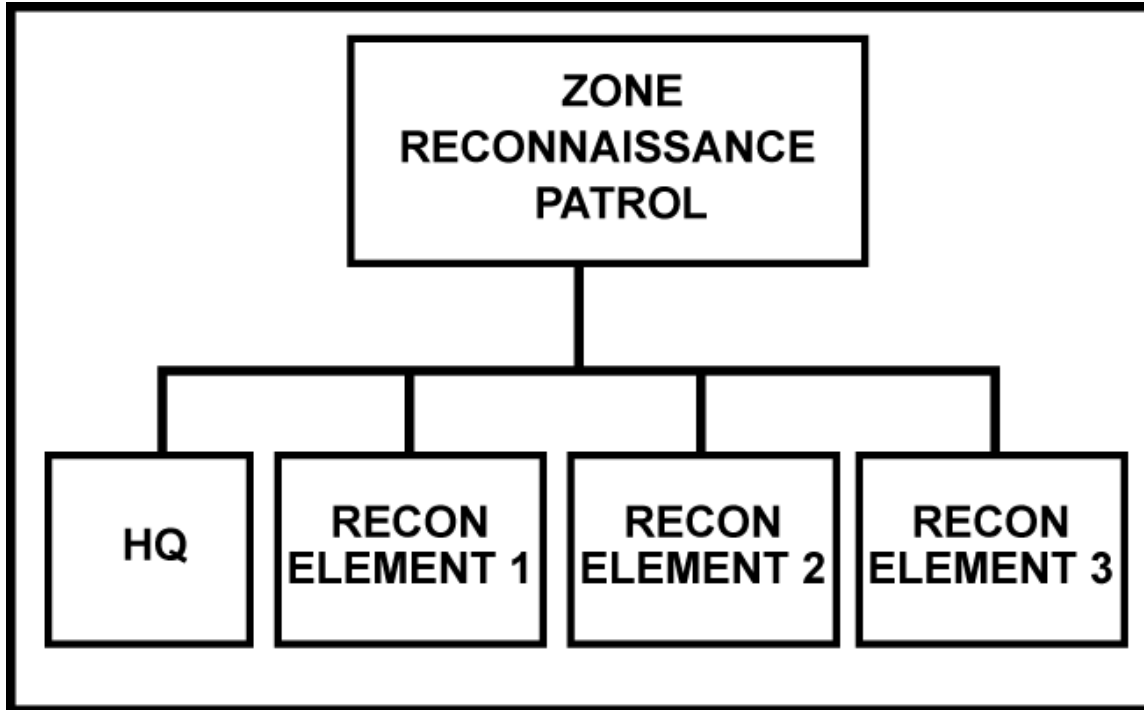 ZONE
RECONNAISSANCE
PATROL
HQ
RECON
ELEMENT 1
RECON
ELEMENT 2
RECON
ELEMENT 3